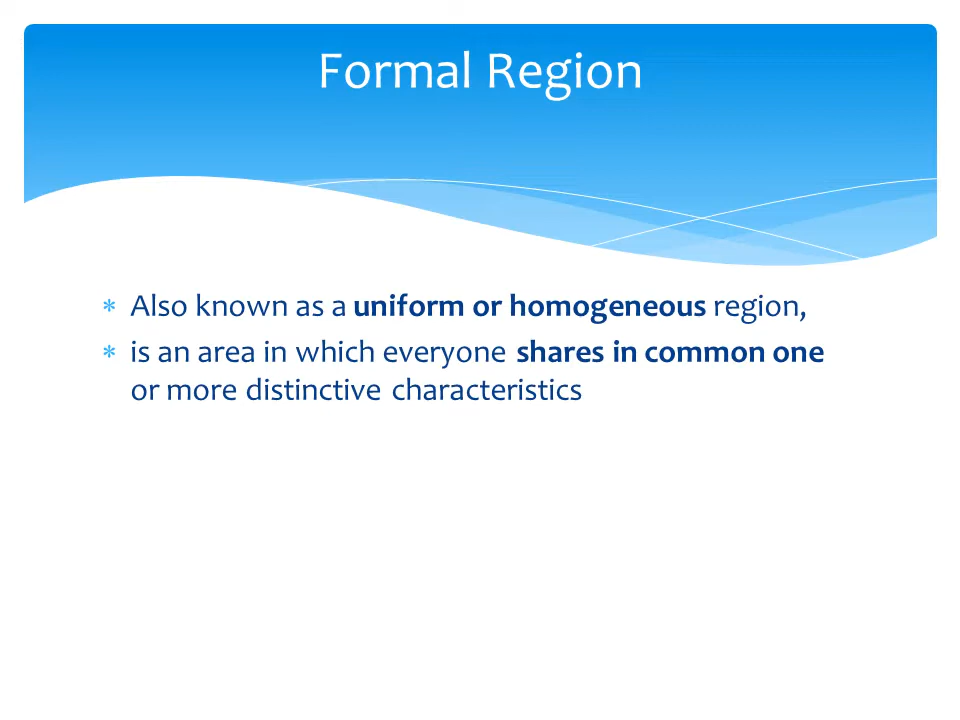 Formal Region
* Also known as a uniform or homogeneous region,
* is an area in which everyone shares in common one
or more distinctive characteristics